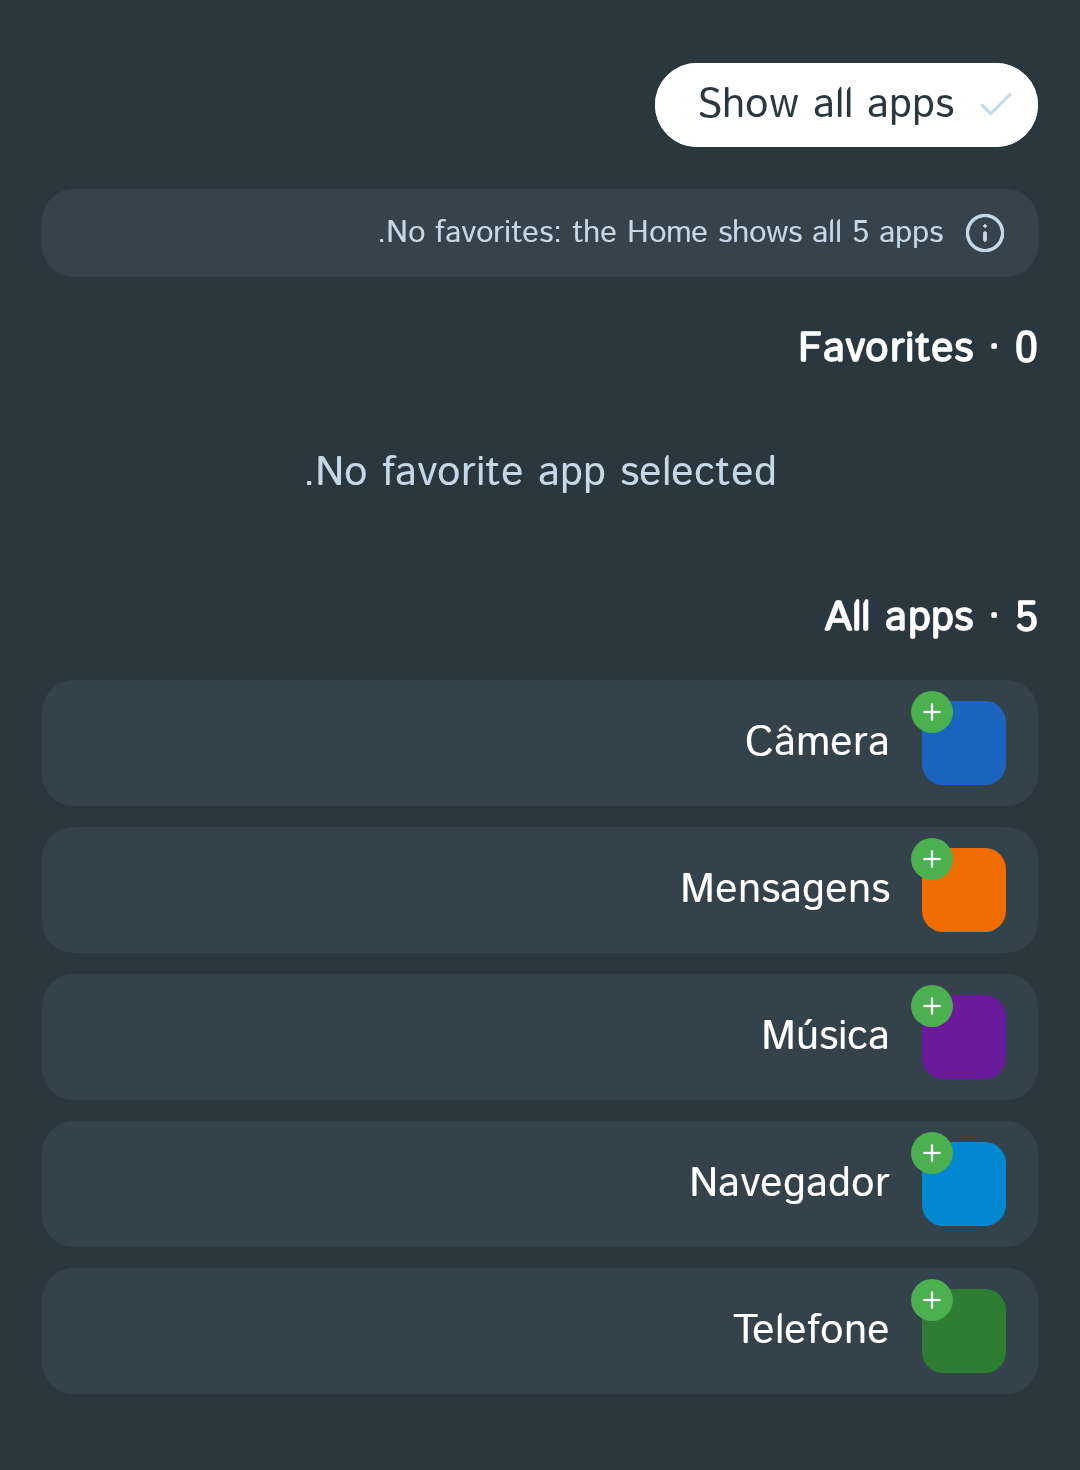 Show all apps
.No favorites: the Home shows all 5 apps
Favorites · 0
.No favorite app selected
All apps · 5
Câmera
Mensagens
Música
Navegador
Telefone